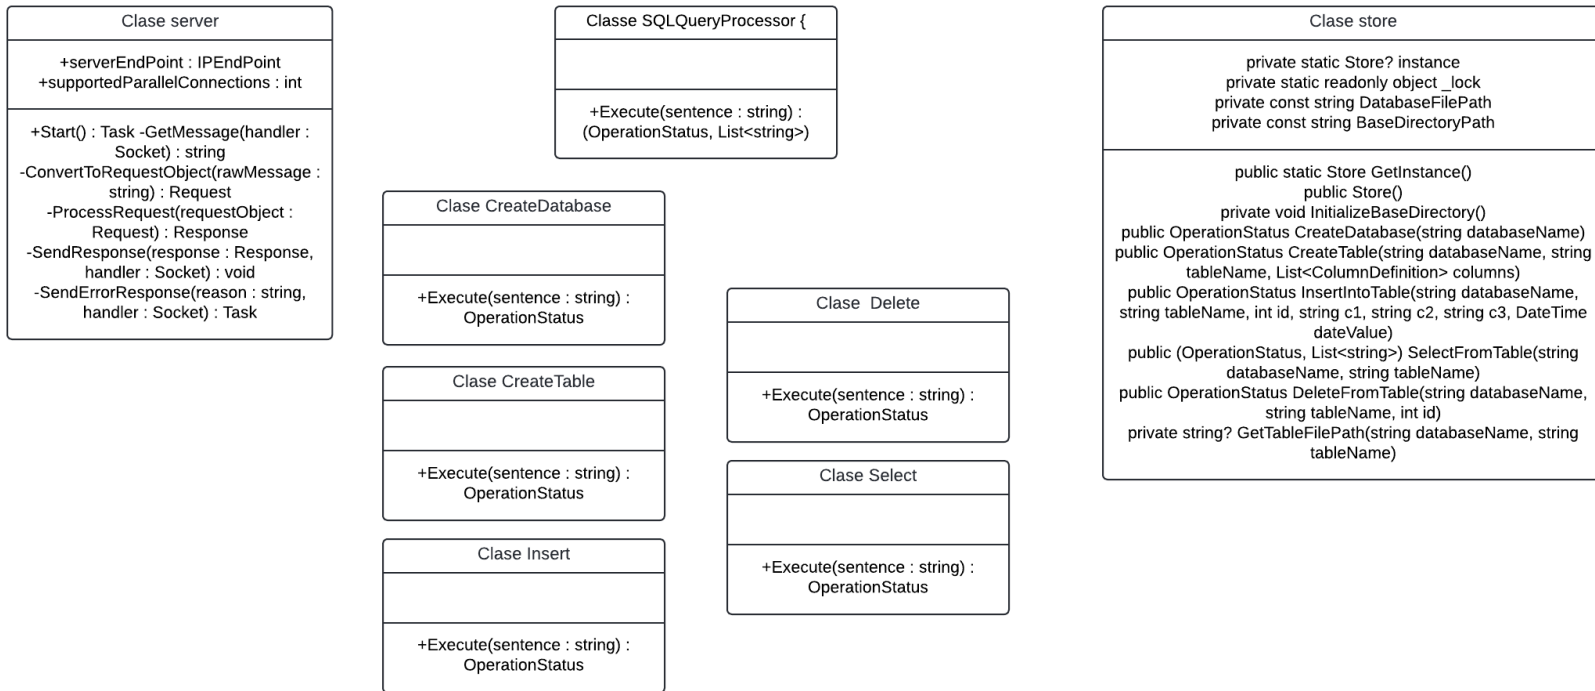 Clase server
+serverEndPoint : IPEndPoint
+supportedParallelConnections : int
+Start() : Task -GetMessage(handler :
Socket) : string
-ConvertToRequestObject(rawMessage :
string) : Request
-ProcessRequest(requestObject :
Request) : Response
-SendResponse(response : Response,
handler : Socket) : void
-SendErrorResponse(reason : string,
handler : Socket) : Task
Classe SQLQueryProcessor {
+Execute(sentence : string) :
(OperationStatus, List<string>)
Clase CreateDatabase
+Execute(sentence : string) :
OperationStatus
Clase CreateTable
+Execute(sentence : string) :
OperationStatus
Clase Insert
+Execute(sentence : string) :
OperationStatus
Clase  Delete
+Execute(sentence : string) :
OperationStatus
Clase Select
+Execute(sentence : string) :
OperationStatus
Clase store
private static Store? instance
private static readonly object _lock
private const string DatabaseFilePath
private const string BaseDirectoryPath
public static Store GetInstance()
public Store()
private void InitializeBaseDirectory()
public OperationStatus CreateDatabase(string databaseName)
public OperationStatus CreateTable(string databaseName, string
tableName, List<ColumnDefinition> columns)
public OperationStatus InsertIntoTable(string databaseName,
string tableName, int id, string c1, string c2, string c3, DateTime
dateValue)
public (OperationStatus, List<string>) SelectFromTable(string
databaseName, string tableName)
public OperationStatus DeleteFromTable(string databaseName,
string tableName, int id)
private string? GetTableFilePath(string databaseName, string
tableName)